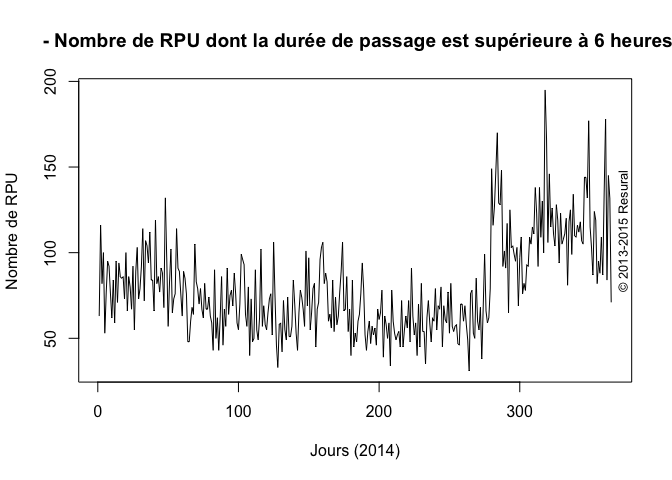 - Nombre de RPU dont la durée de passage est supérieure à 6 heures
Nombre de RPU
200
150
100
50
0
100
200
300
Jours (2014)
© 2013-2015 Resural